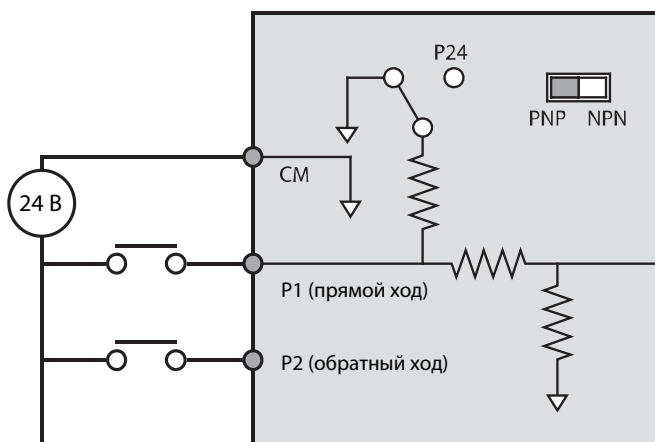 P24
PNP NPN
CM
24 В
P1 (прямой ход)
P2 (обратный ход)